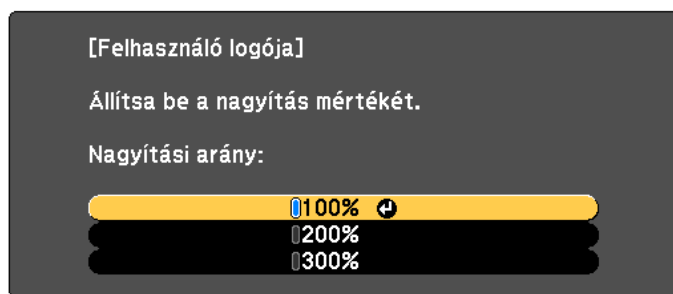 [Felhasználó logója]
Állítsa be a nagyítás mértékét.
Nagyítási arány:
100%
200%
300%